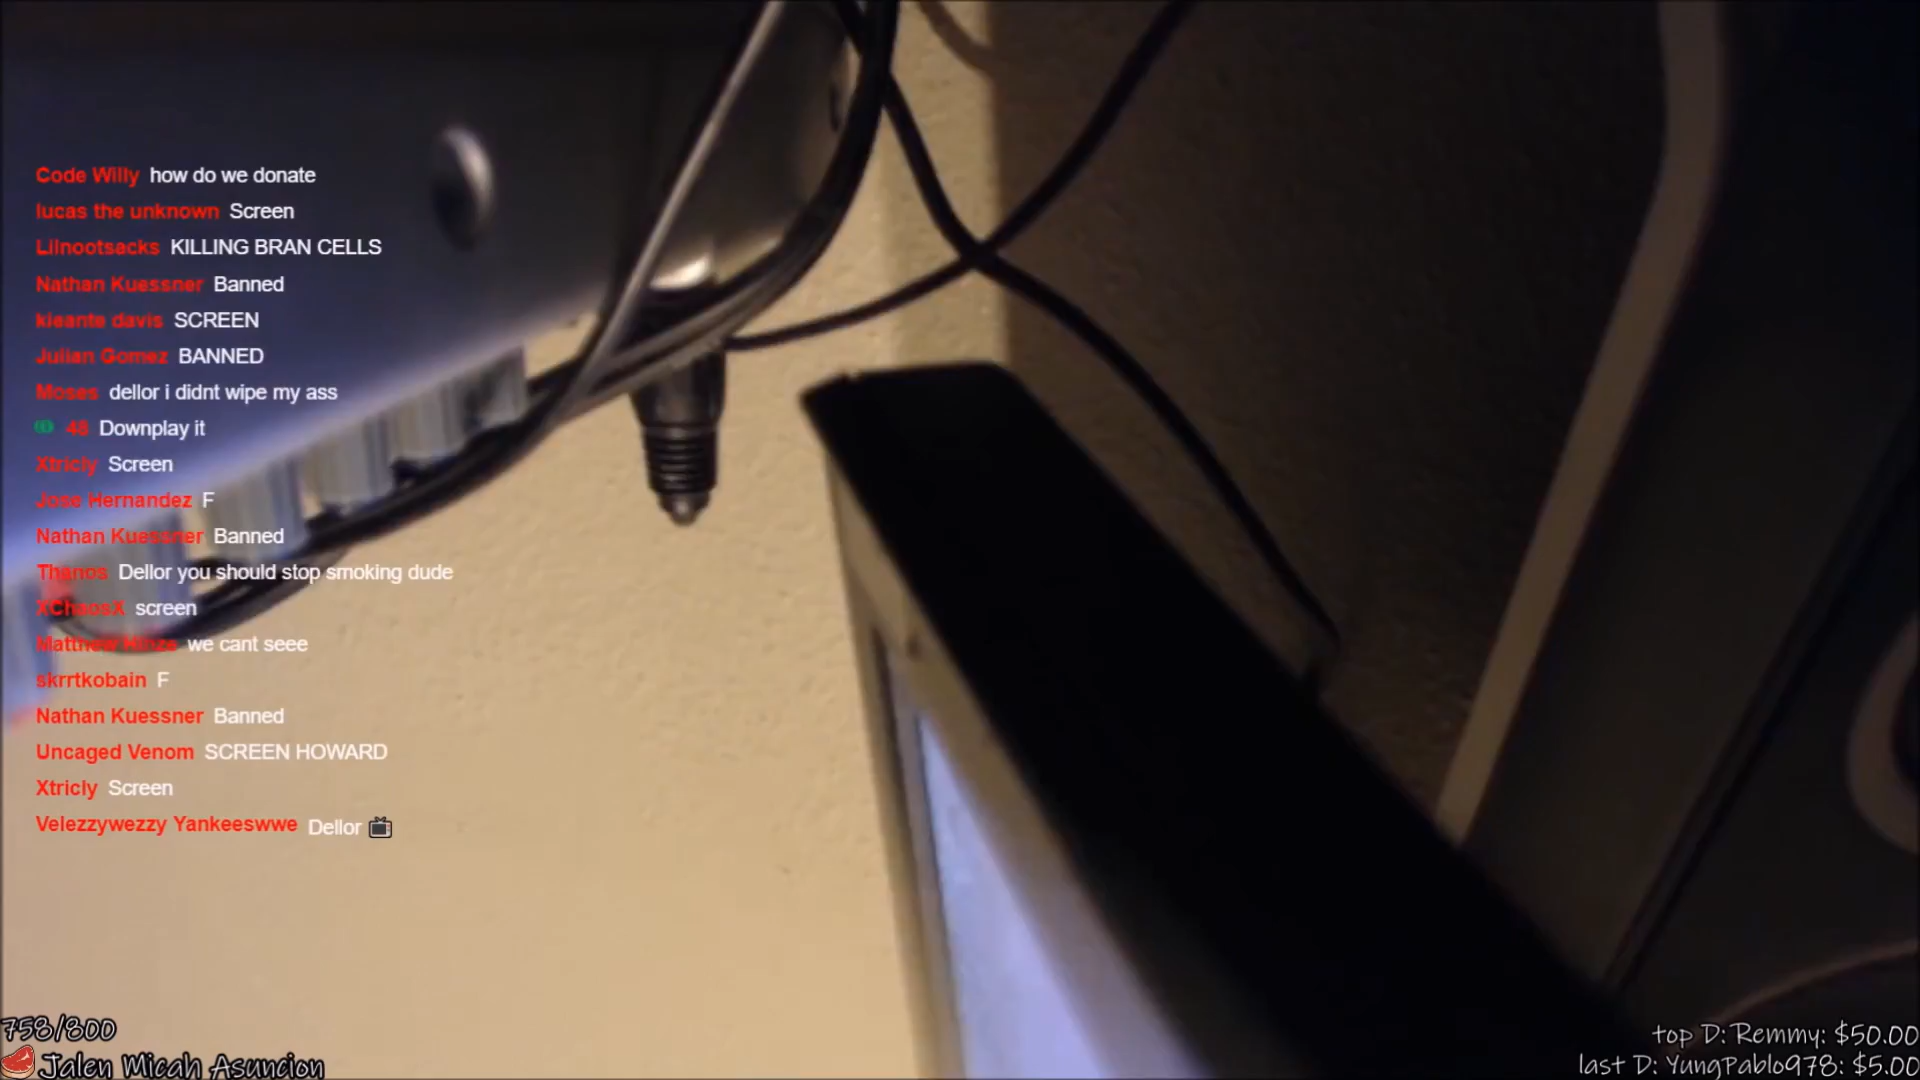 Code Willy how do we donate
lucas the unknown Screen
Lilnootsacks KILLING BRAN CELLS
Nathan Kuessner Banned
kleante davis SCREEN
Julian Gomez BANNED
Moses dellor i didnt wipe my ass
48 Downplay it
Xtricly Screen
Jose Hernandez F
Nathan Kuessner Banned
Thanos Dellor you should stop smoking dude
XChaosX screen
Matthew we cant seee
skrrtkobain F
Nathan Kuessner Banned
Uncaged Venom SCREEN HOWARD
Xtricly Screen
Velezzywezzy Yankeeswwe Dellor
758/800
Jalen Micah Asuncion
top D: Remmy: $50.00
last D: YungPablo978: $5.00